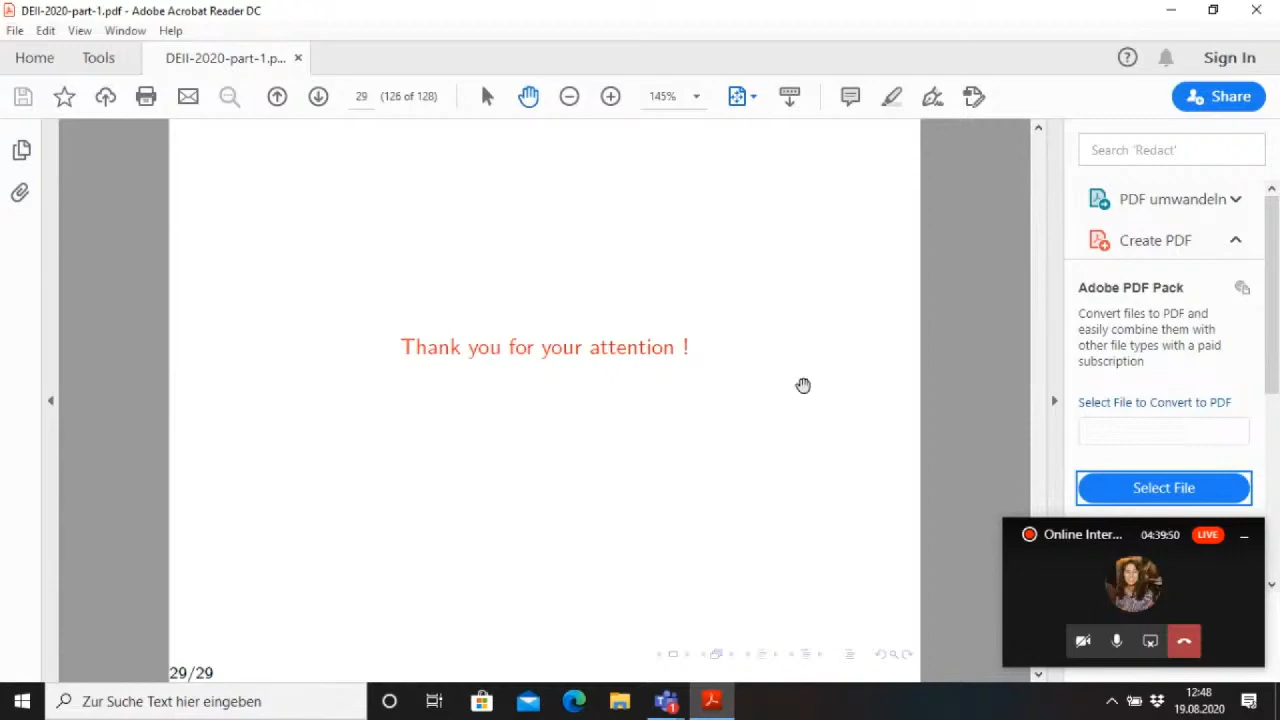 DEII-2020-part-1.pdf - Adobe Acrobat Reader DC
File Edit View Window Help
Home Tools DEII-2020-part-1.p... ×
Sign In
29 (126 of 128) 145%
Share
Search 'Redact'
PDF umwandeln
Create PDF
Adobe PDF Pack
Convert files to PDF and
easily combine them with
other file types with a paid
subscription
Select File to Convert to PDF
Select File
Thank you for your attention !
29/29
Online Inter... 04:39:50 LIVE
Zur Suche Text hier eingeben
1
12:48
19.08.2020